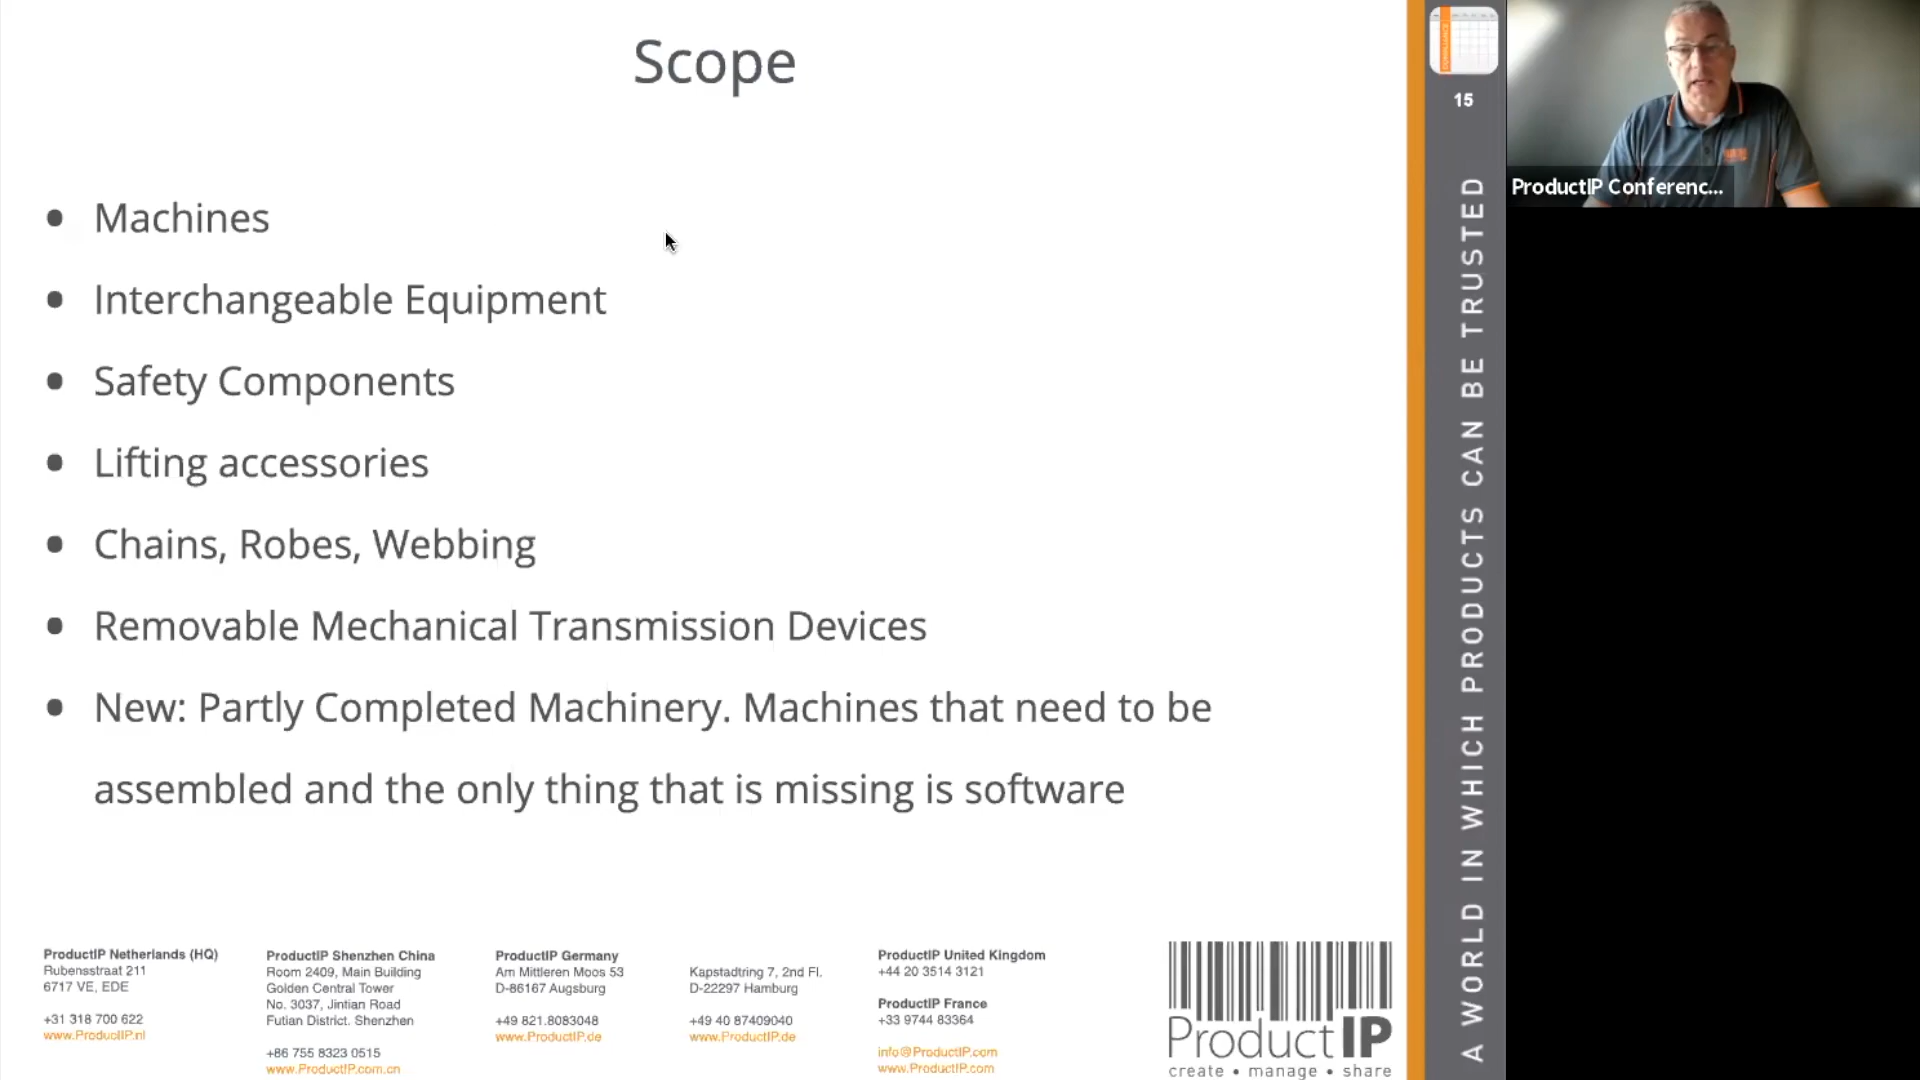 Scope
• Machines
• Interchangeable Equipment
• Safety Components
• Lifting accessories
• Chains, Robes, Webbing
• Removable Mechanical Transmission Devices
• New: Partly Completed Machinery. Machines that need to be
assembled and the only thing that is missing is software
ProductIP Netherlands (HQ)
Rubensstraat 211
6717 VE, EDE
+31 318 700 622
www.ProductIP.nl
ProductIP Shenzhen China
Room 2409, Main Building
Golden Central Tower
No. 3037, Jintian Road
Futian District. Shenzhen
+86 755 8323 0515
www.ProductIP.com.cn
ProductIP Germany
Am Mittleren Moos 53
D-86167 Augsburg
+49 821.8083048
www.ProductIP.de
Kapstadtring 7, 2nd Fl.
D-22297 Hamburg
+49 40 87409040
www.ProductIP.de
ProductIP United Kingdom
+44 20 3514 3121
ProductIP France
+33 9744 83364
info@ProductIP.com
www.ProductIP.com
ProductIP
create • manage • share
15
A WORLD IN WHICH PRODUCTS CAN BE TRUSTED
ProductIP Conferenc...